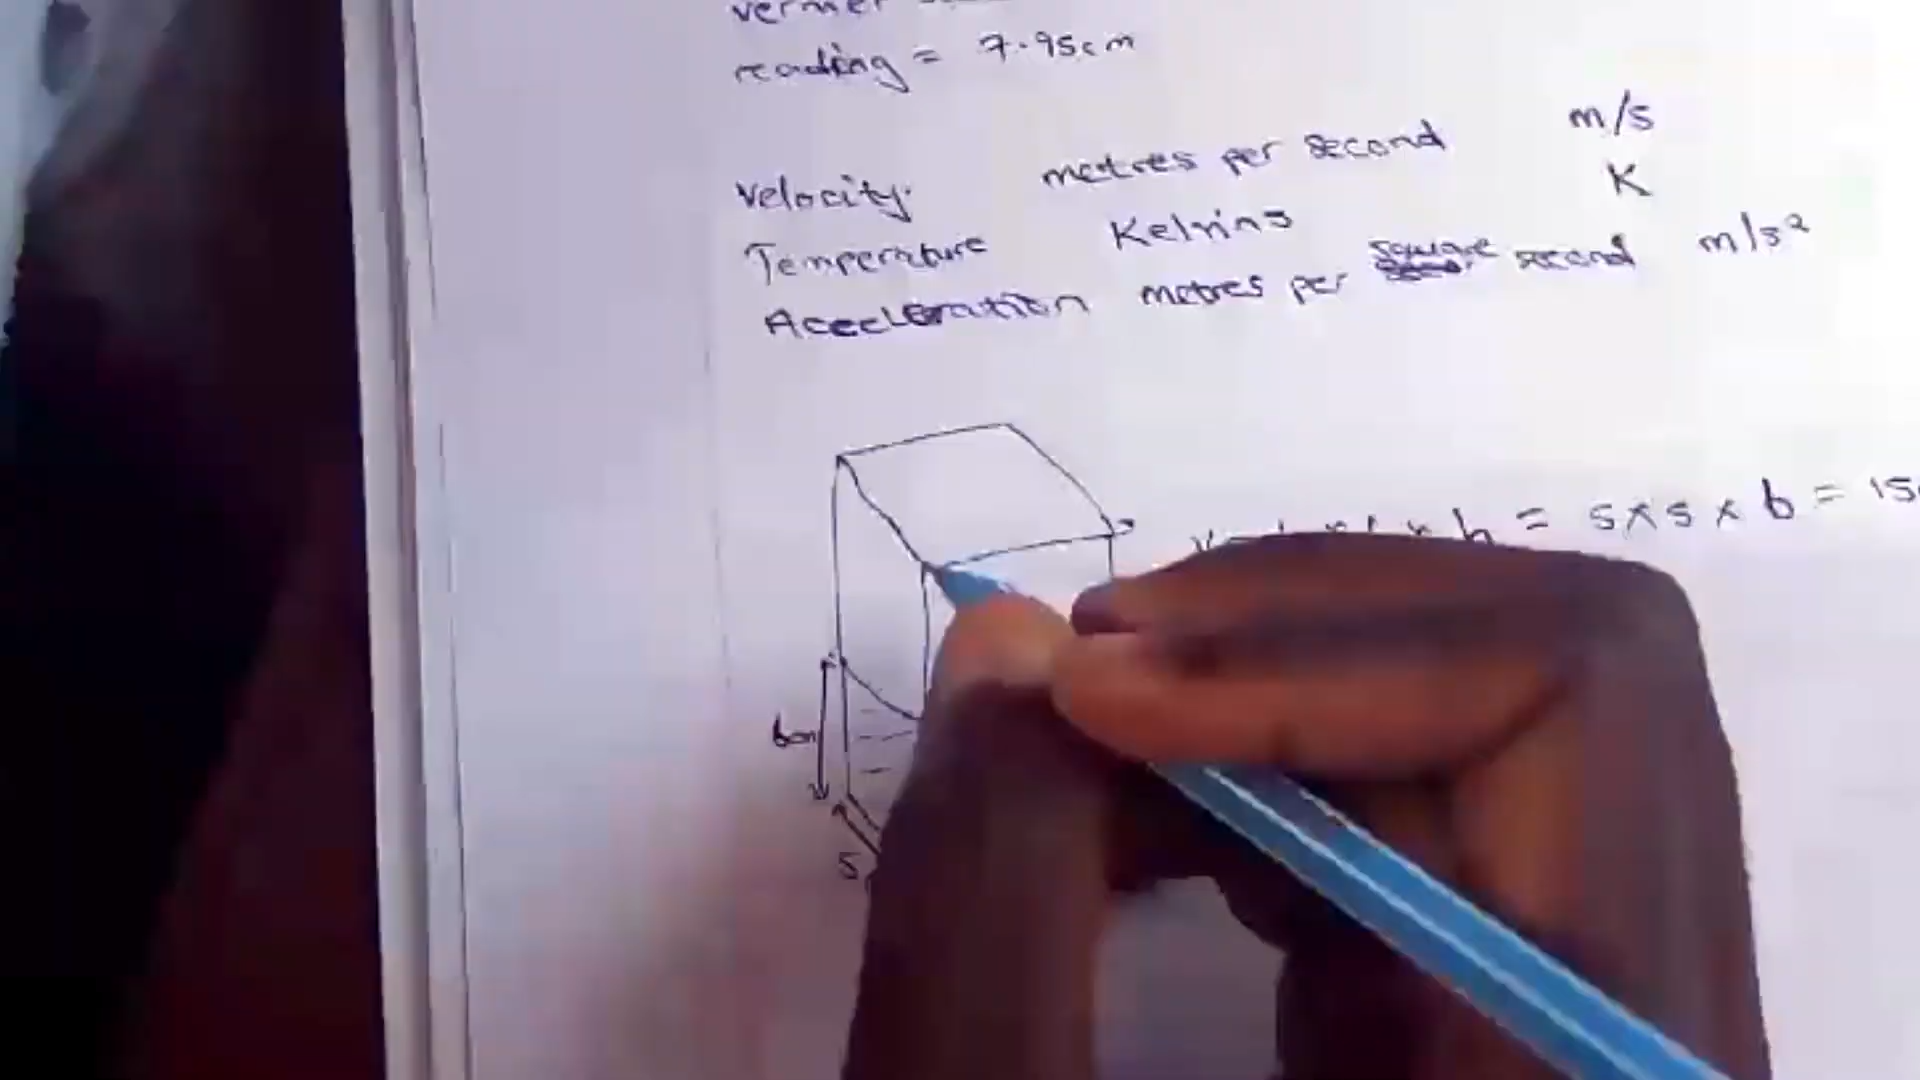 reading = 7.95cm
Velocity. metres per second m/s
Temperature Kelvins K
Acceleration metres per square second m/s²
h = 5 x 5 x 6 = 15
6cm
5